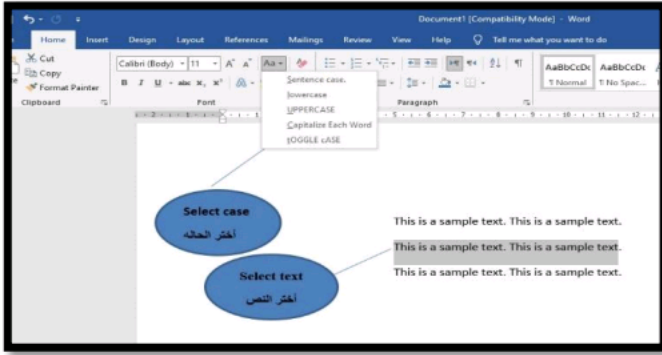 Document1 [Compatibility Mode] - Word
Home Insert Design Layout References Mailings Review View Help Tell me what you want to do
Cut
Copy
Format Painter
Clipboard
Calibri (Body) 11 A A Aa
B I U abc x, x² A
Font
Paragraph
AaBbCcDc AaBbCcDc
¶ Normal ¶ No Spac...
Sentence case.
lowercase
UPPERCASE
Capitalize Each Word
tOGGLE cASE
Select case
أختر الحاله
Select text
أختر النص
This is a sample text. This is a sample text.
This is a sample text. This is a sample text.
This is a sample text. This is a sample text.